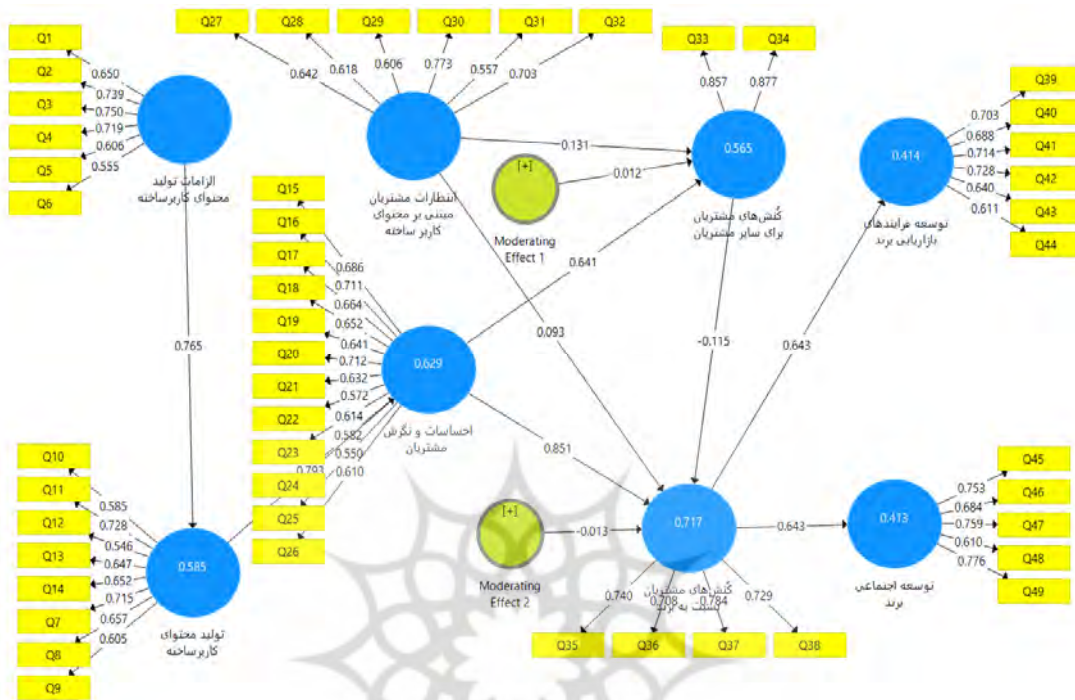 Q27
Q28
Q29
Q30
Q31
Q32
0.642
0.618
0.606
0.773
0.557
0.703
Q33
Q34
0.857
0.877
Q1
Q2
Q3
Q4
Q5
Q6
0.650
0.739
0.750
0.719
0.606
0.555
الزامات تولید
محتوای کاربرساخته
انتظارات مشتریان
مبتنی بر محتوای
کاربر ساخته
0.131
[+]
0.012
Moderating
Effect 1
0.565
کُنش‌های مشتریان
برای سایر مشتریان
0.414
توسعه فرایندهای
بازاریابی برند
Q39
Q40
Q41
Q42
Q43
Q44
0.703
0.688
0.714
0.728
0.640
0.611
Q15
Q16
Q17
Q18
Q19
Q20
Q21
Q22
Q23
Q24
Q25
Q26
0.686
0.711
0.664
0.652
0.641
0.712
0.632
0.572
0.614
0.582
0.550
0.610
0.629
احساسات و نگرش
مشتریان
0.641
0.093
-0.115
0.643
0.765
0.793
0.851
Q10
Q11
Q12
Q13
Q14
Q7
Q8
Q9
0.585
0.728
0.546
0.647
0.652
0.715
0.657
0.605
0.585
تولید محتوای
کاربرساخته
[+]
-0.013
Moderating
Effect 2
0.717
کُنش‌های مشتریان
نسبت به برند
0.740
0.708
0.784
0.729
Q35
Q36
Q37
Q38
0.643
0.413
توسعه اجتماعی
برند
Q45
Q46
Q47
Q48
Q49
0.753
0.684
0.759
0.610
0.776